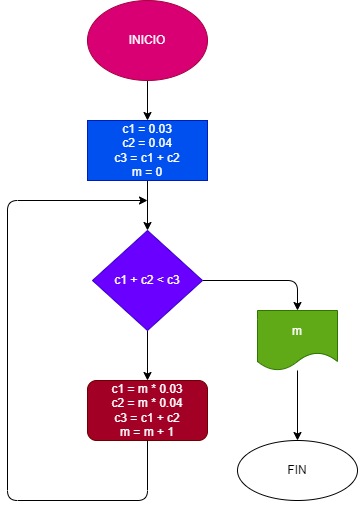 INICIO
c1 = 0.03
c2 = 0.04
c3 = c1 + c2
m = 0
c1 + c2 < c3
m
c1 = m * 0.03
c2 = m * 0.04
c3 = c1 + c2
m = m + 1
FIN